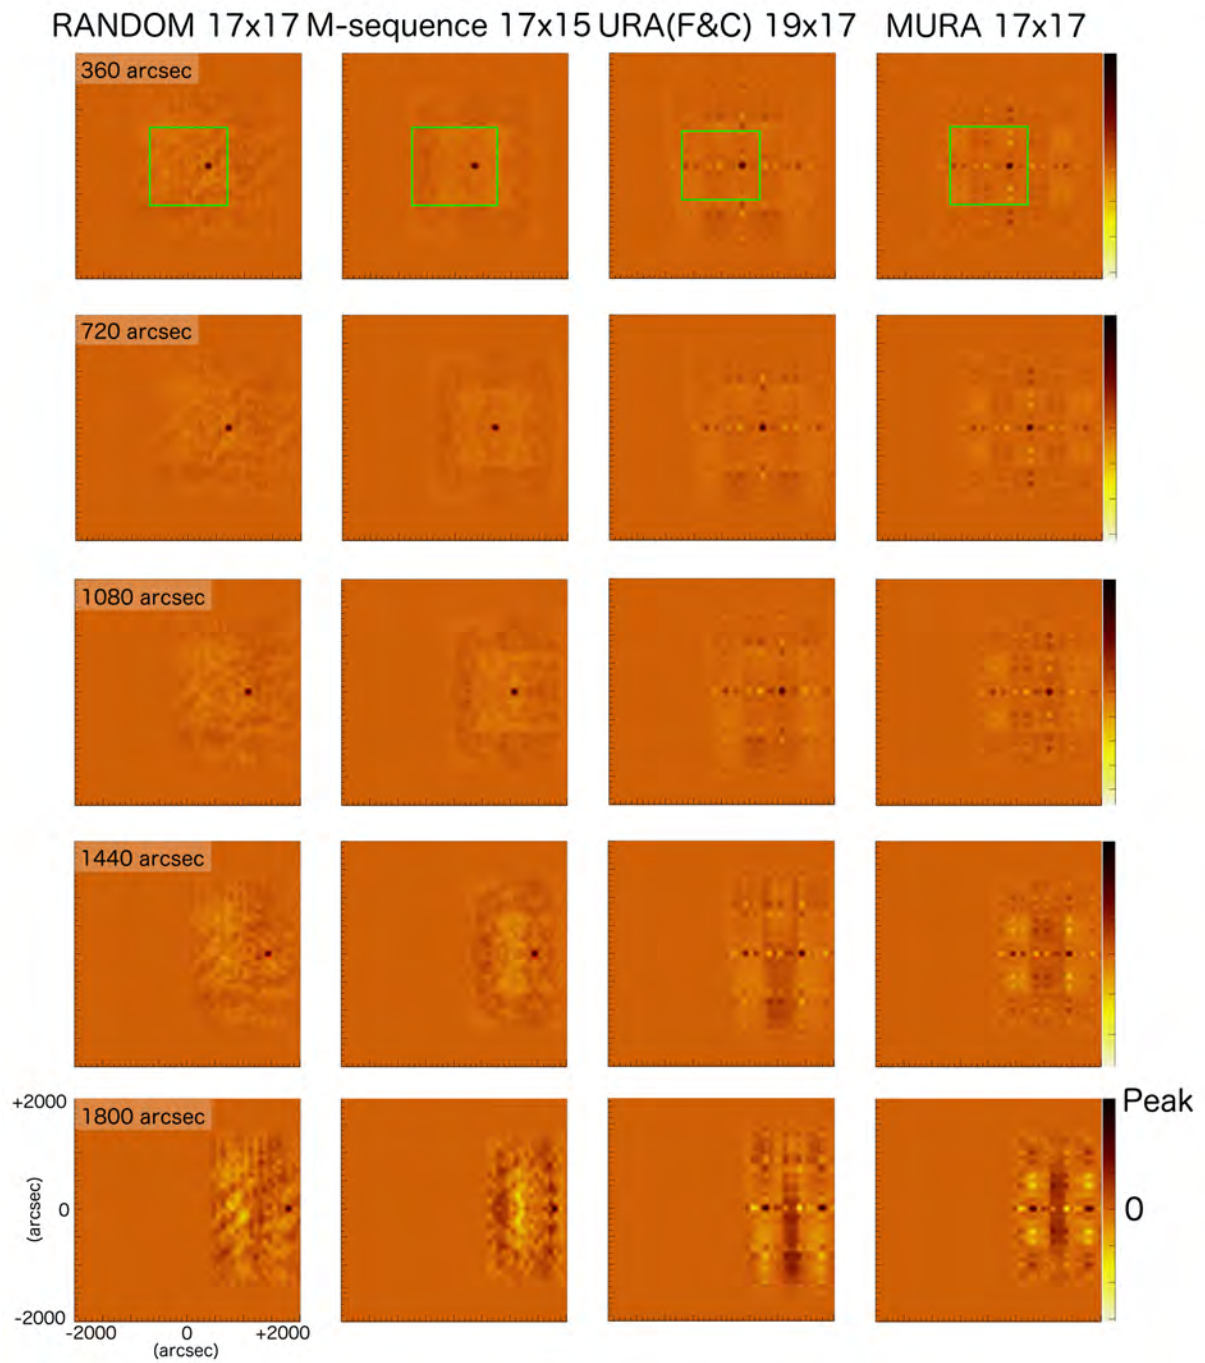 RANDOM 17x17 M-sequence 17x15 URA(F&C) 19x17 MURA 17x17
360 arcsec
720 arcsec
1080 arcsec
1440 arcsec
1800 arcsec
+2000
0
-2000
(arcsec)
-2000 0 +2000
(arcsec)
Peak
0